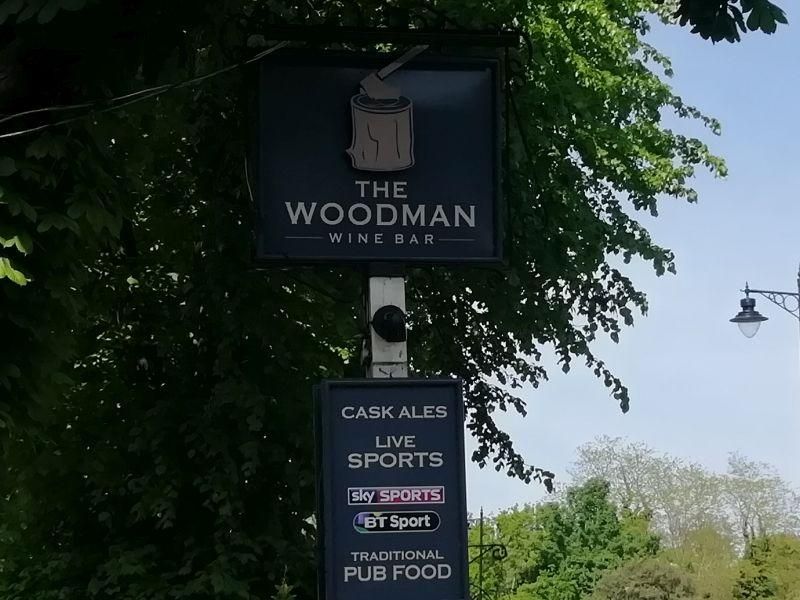 THE
WOODMAN
WINE BAR
CASK ALES
LIVE
SPORTS
sky SPORTS
BT Sport
TRADITIONAL
PUB FOOD